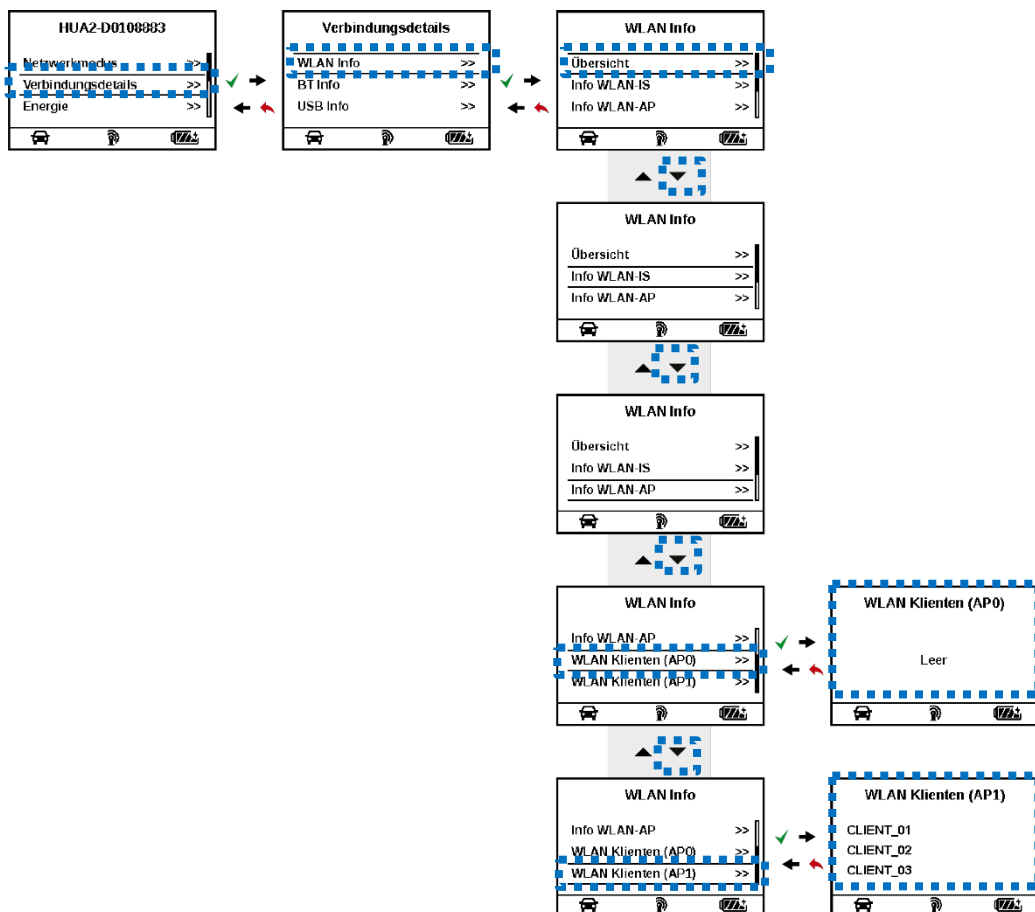 HUA2-D0108883
Netzwerkmodus >>
Verbindungsdetails >>
Energie >>
Verbindungsdetails
WLAN Info >>
BT Info >>
USB Info >>
WLAN Info
Übersicht >>
Info WLAN-IS >>
Info WLAN-AP >>
WLAN Info
Übersicht >>
Info WLAN-IS >>
Info WLAN-AP >>
WLAN Info
Übersicht >>
Info WLAN-IS >>
Info WLAN-AP >>
WLAN Info
Info WLAN-AP >>
WLAN Klienten (AP0) >>
WLAN Klienten (AP1) >>
WLAN Klienten (AP0)
Leer
WLAN Info
Info WLAN-AP >>
WLAN Klienten (AP0) >>
WLAN Klienten (AP1) >>
WLAN Klienten (AP1)
CLIENT_01
CLIENT_02
CLIENT_03